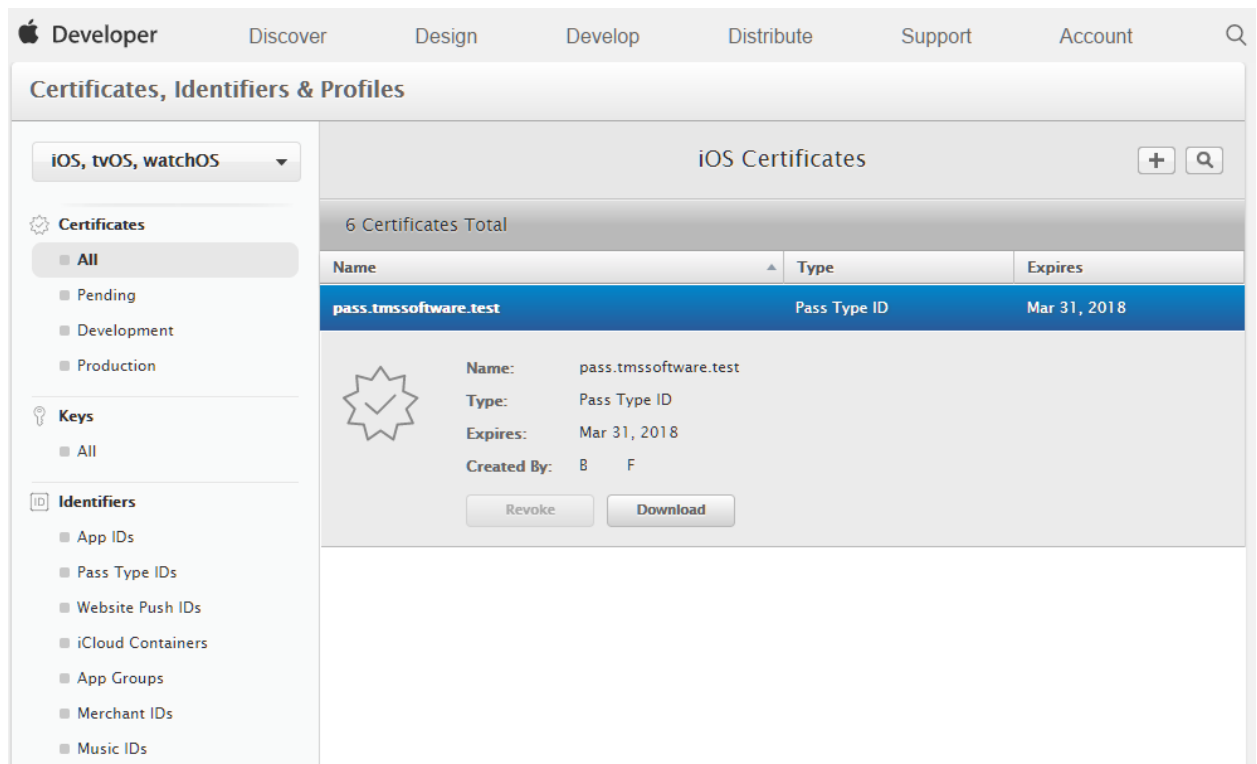 Developer Discover Design Develop Distribute Support Account
Certificates, Identifiers & Profiles
iOS, tvOS, watchOS
Certificates
All
Pending
Development
Production
Keys
All
ID Identifiers
App IDs
Pass Type IDs
Website Push IDs
iCloud Containers
App Groups
Merchant IDs
Music IDs
iOS Certificates
6 Certificates Total
Name Type Expires
pass.tmssoftware.test Pass Type ID Mar 31, 2018
Name: pass.tmssoftware.test
Type: Pass Type ID
Expires: Mar 31, 2018
Created By: B F
Revoke Download